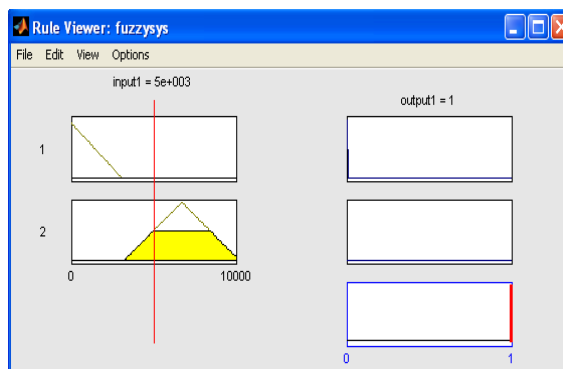 Rule Viewer: fuzzysys
File Edit View Options
input1 = 5e+003
output1 = 1
1
2
0 10000
0 1